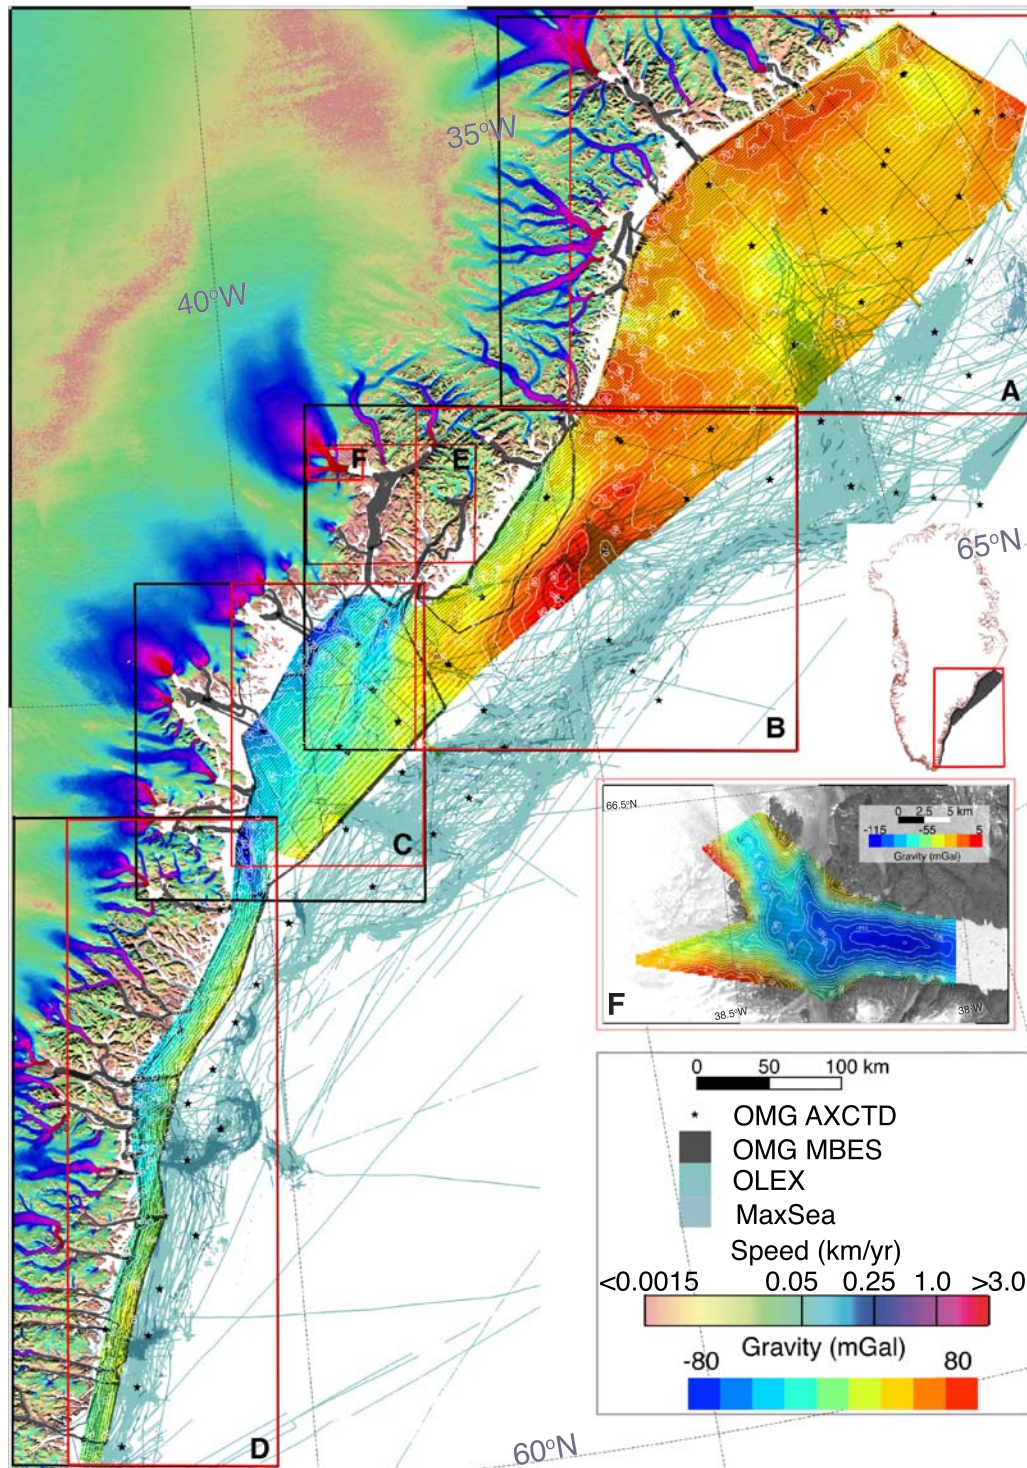 35°W
40°W
A
F
E
65°N
B
C
66.5°N
0 2.5 5 km
-115 -55 5
Gravity (mGal)
F
38.5°W
38°W
0 50 100 km
OMG AXCTD
OMG MBES
OLEX
MaxSea
Speed (km/yr)
<0.0015 0.05 0.25 1.0 >3.0
Gravity (mGal)
-80 80
D
60°N